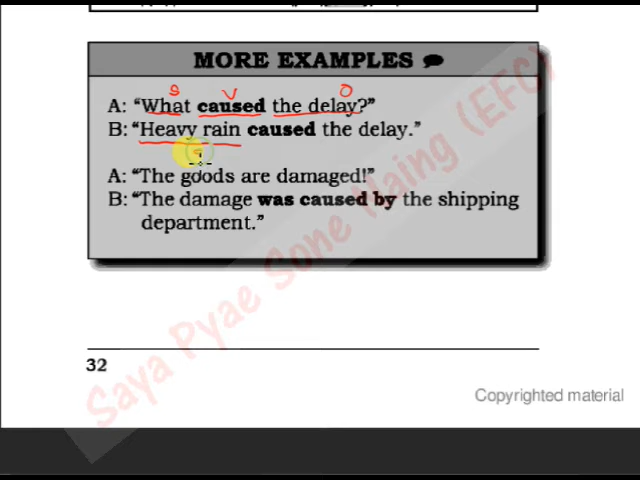 MORE EXAMPLES
S V O
A: “What caused the delay?”
B: “Heavy rain caused the delay.”
A: “The goods are damaged!”
B: “The damage was caused by the shipping
department.”
32
Saya Pyae Sone Naing (EFC)
Copyrighted material